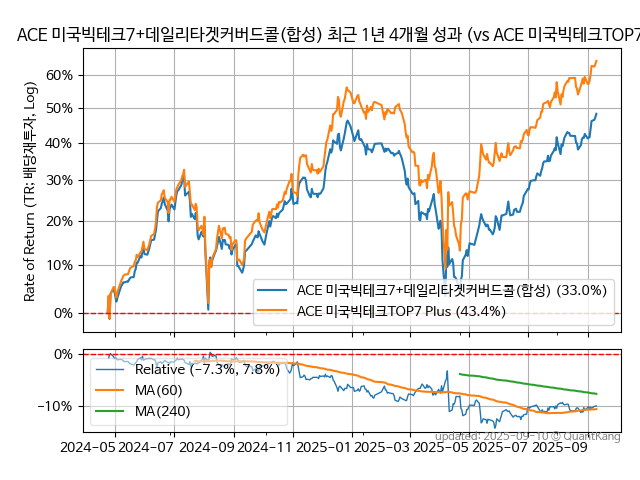 ACE 미국빅테크7+데일리타겟커버드콜(합성) 최근 1년 4개월 성과 (vs ACE 미국빅테크TOP7
Rate of Return (TR: 배당재투자, Log)
60%
50%
40%
30%
20%
10%
0%
ACE 미국빅테크7+데일리타겟커버드콜(합성) (33.0%)
ACE 미국빅테크TOP7 Plus (43.4%)
0%
−10%
Relative (−7.3%, 7.8%)
MA(60)
MA(240)
updated: 2025-09-10 © QuantKang
2024-05 2024-07 2024-09 2024-11 2025-01 2025-03 2025-05 2025-07 2025-09